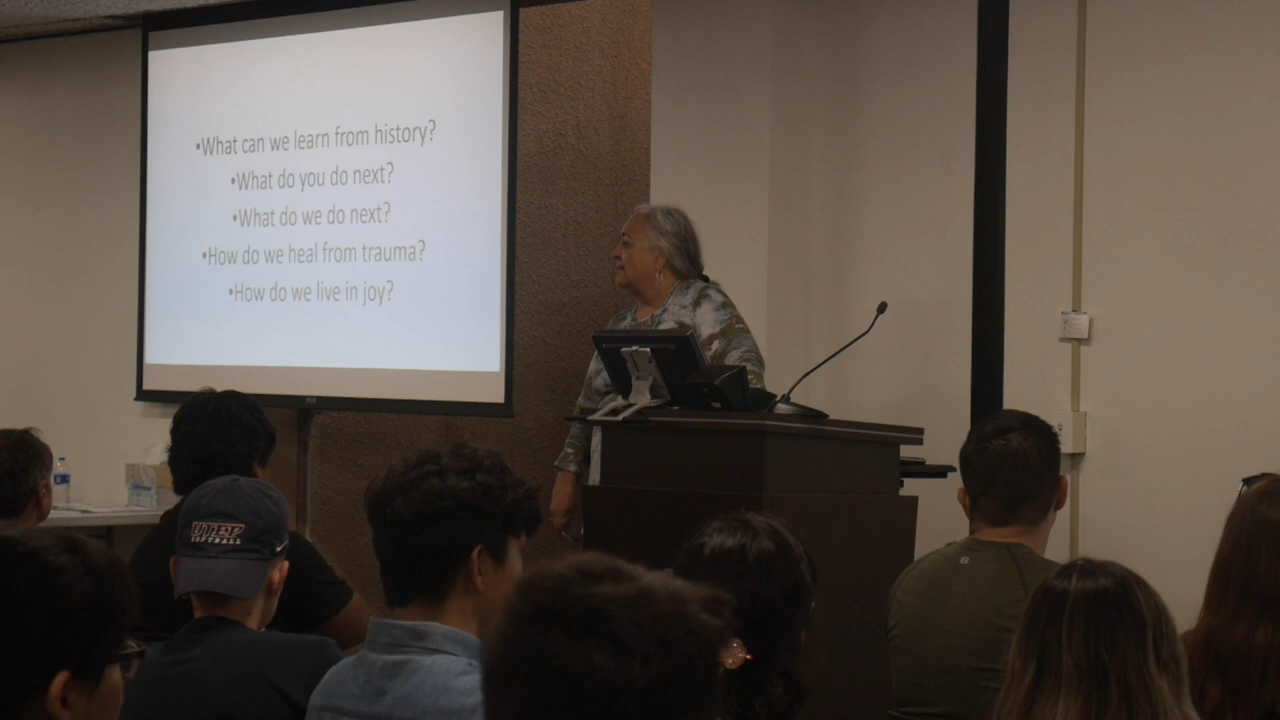 •What can we learn from history?
•What do you do next?
•What do we do next?
•How do we heal from trauma?
•How do we live in joy?
UTEP
SOFTBALL